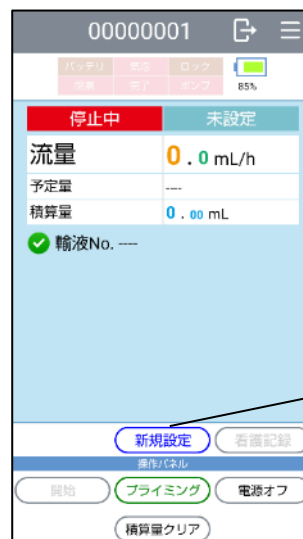 00000001
バッテリ 気泡 ロック
閉塞 完了 ポンプ 85%
停止中 未設定
流量 0.0 mL/h
予定量 ----
積算量 0.00 mL
輸液No. ----
新規設定 看護記録
操作パネル
開始 プライミング 電源オフ
積算量クリア